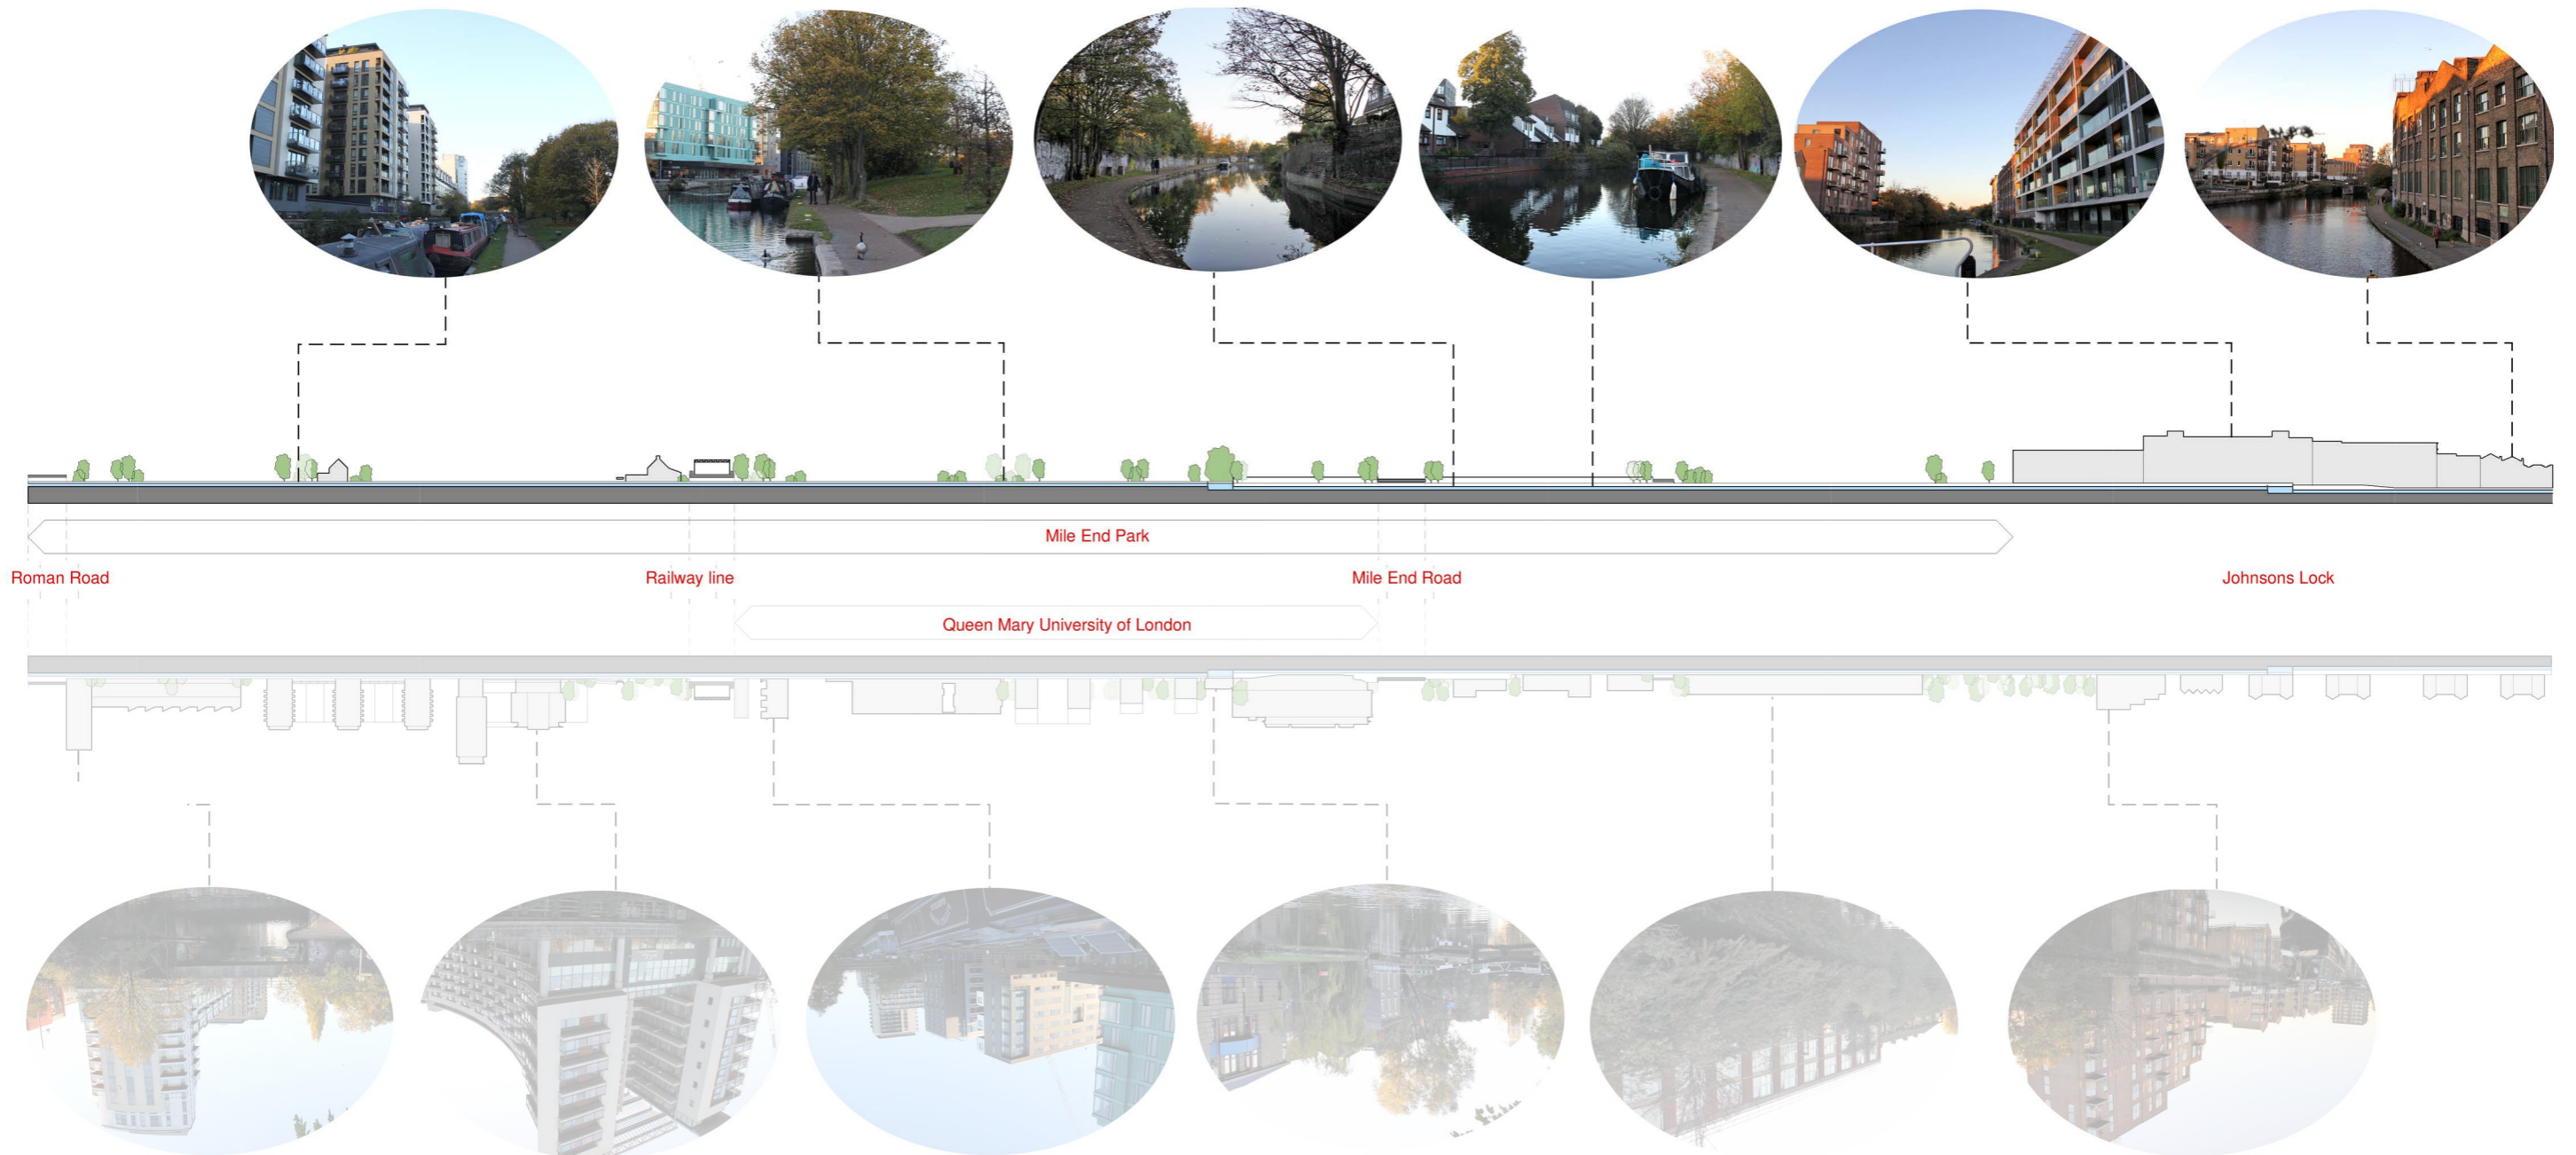 Mile End Park
Roman Road
Railway line
Mile End Road
Johnsons Lock
Queen Mary University of London